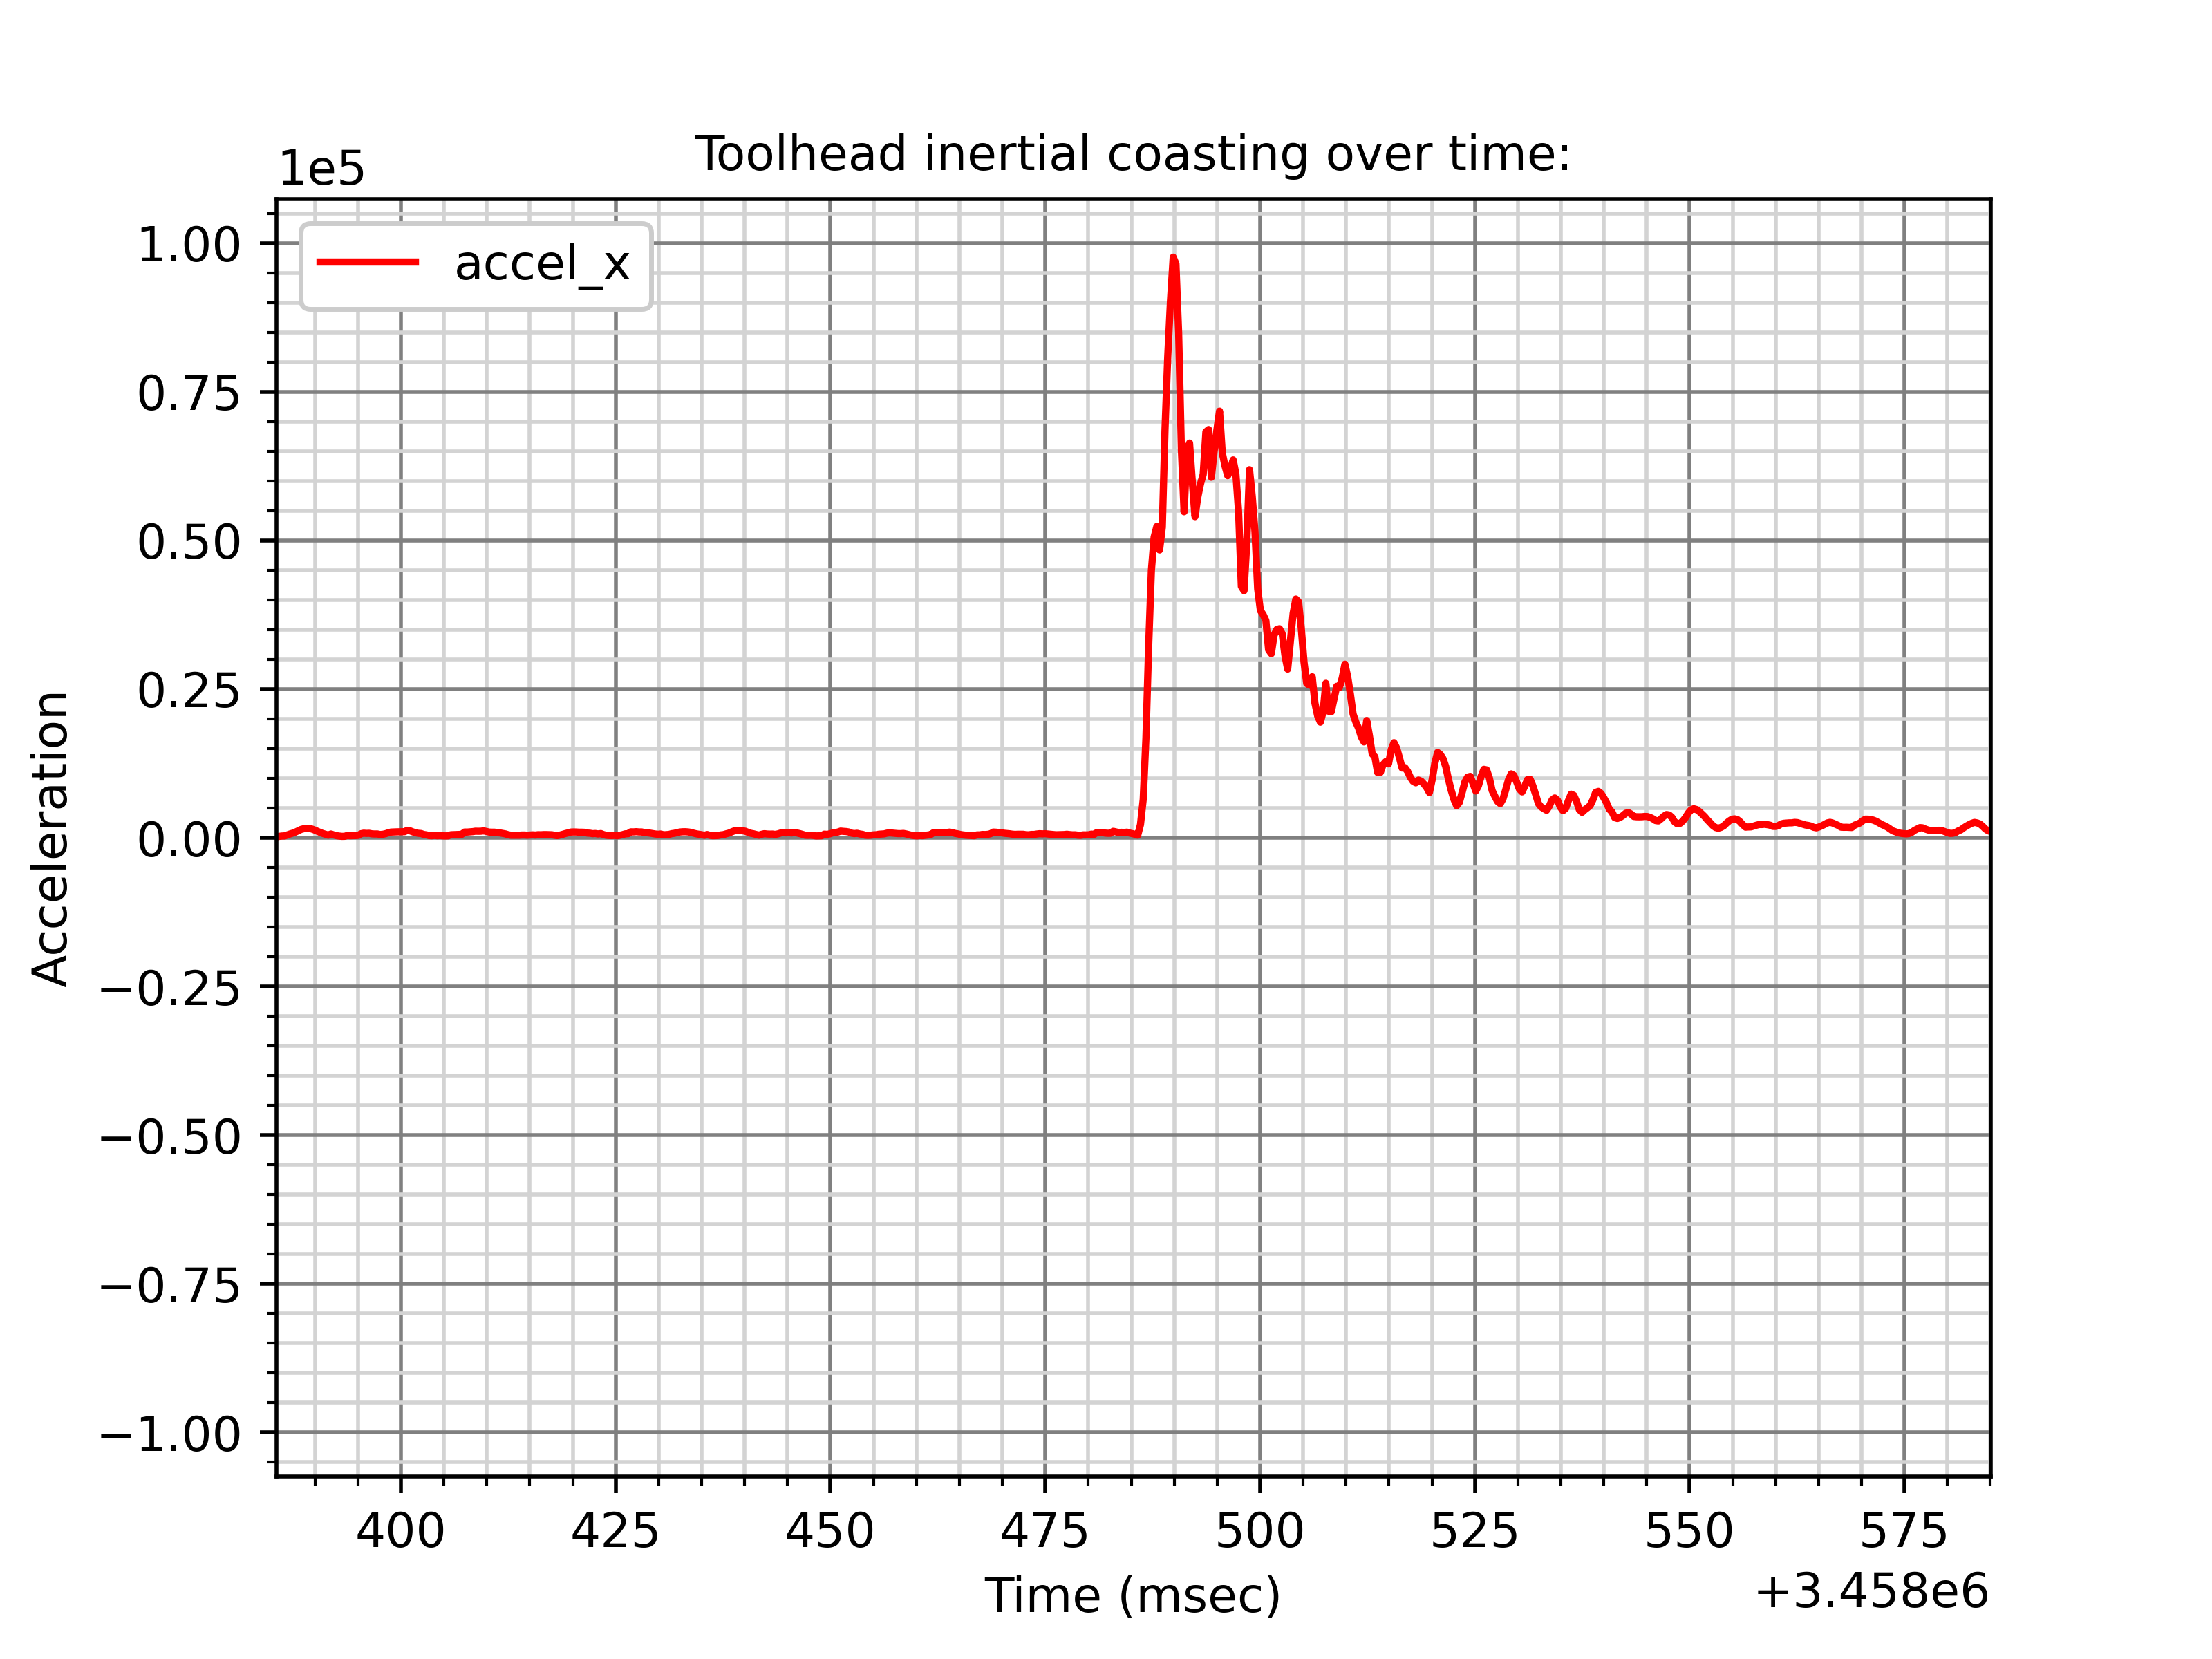 Toolhead inertial coasting over time:
1e5
accel_x
1.00
0.75
0.50
0.25
0.00
−0.25
−0.50
−0.75
−1.00
Acceleration
400 425 450 475 500 525 550 575
Time (msec)
+3.458e6